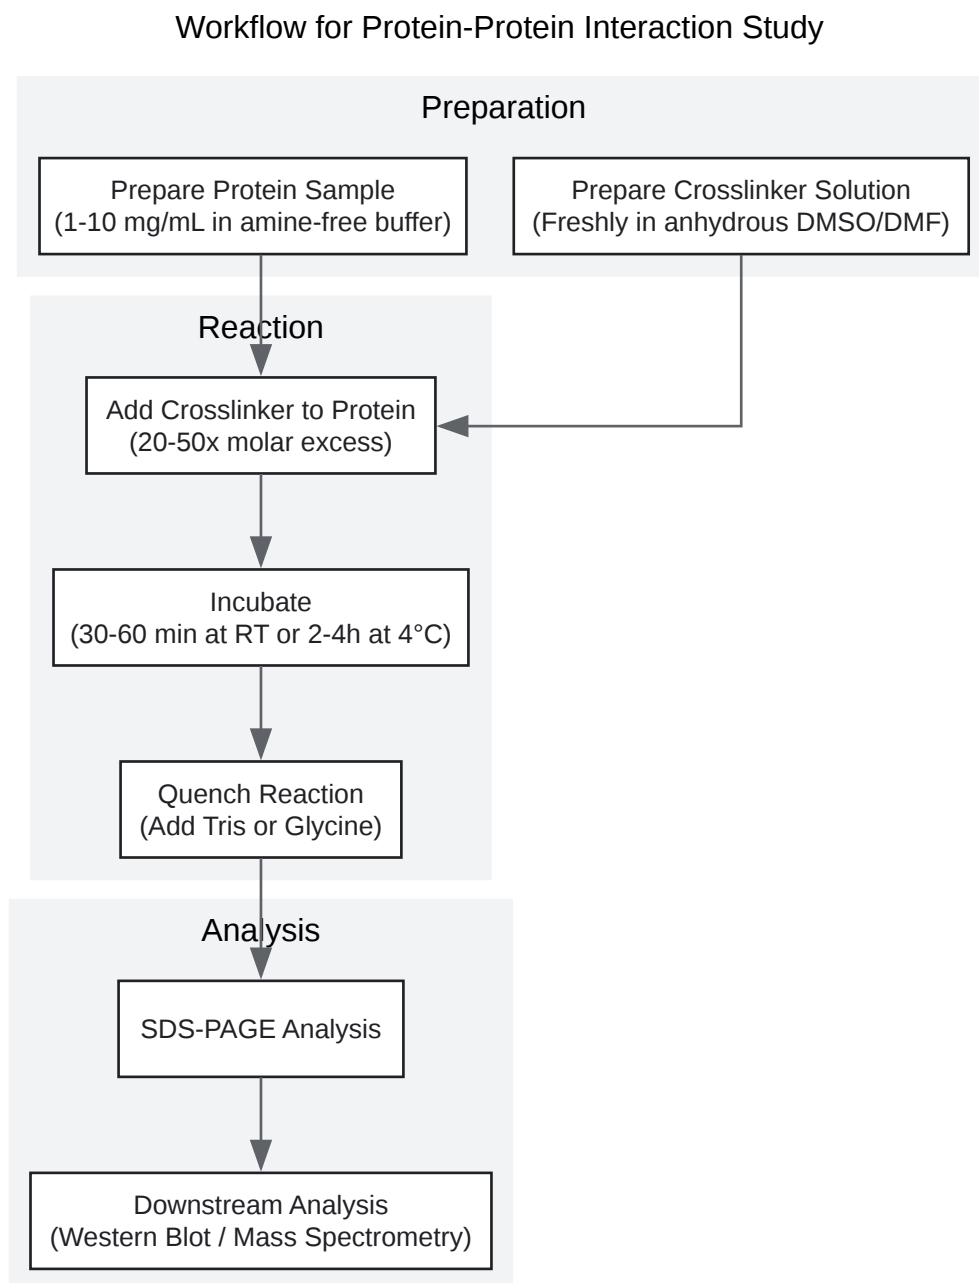 Workflow for Protein-Protein Interaction Study
Preparation
Prepare Protein Sample
(1-10 mg/mL in amine-free buffer)
Prepare Crosslinker Solution
(Freshly in anhydrous DMSO/DMF)
Reaction
Add Crosslinker to Protein
(20-50x molar excess)
Incubate
(30-60 min at RT or 2-4h at 4°C)
Quench Reaction
(Add Tris or Glycine)
Analysis
SDS-PAGE Analysis
Downstream Analysis
(Western Blot / Mass Spectrometry)